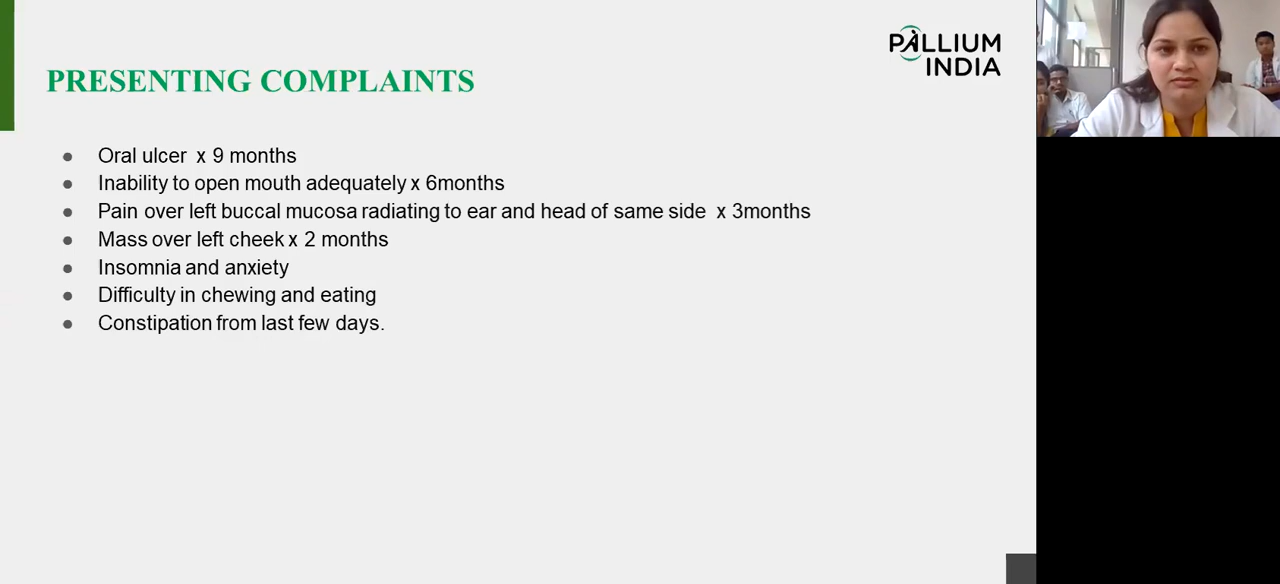 PALLIUM
INDIA
PRESENTING COMPLAINTS
● Oral ulcer x 9 months
● Inability to open mouth adequately x 6months
● Pain over left buccal mucosa radiating to ear and head of same side x 3months
● Mass over left cheek x 2 months
● Insomnia and anxiety
● Difficulty in chewing and eating
● Constipation from last few days.